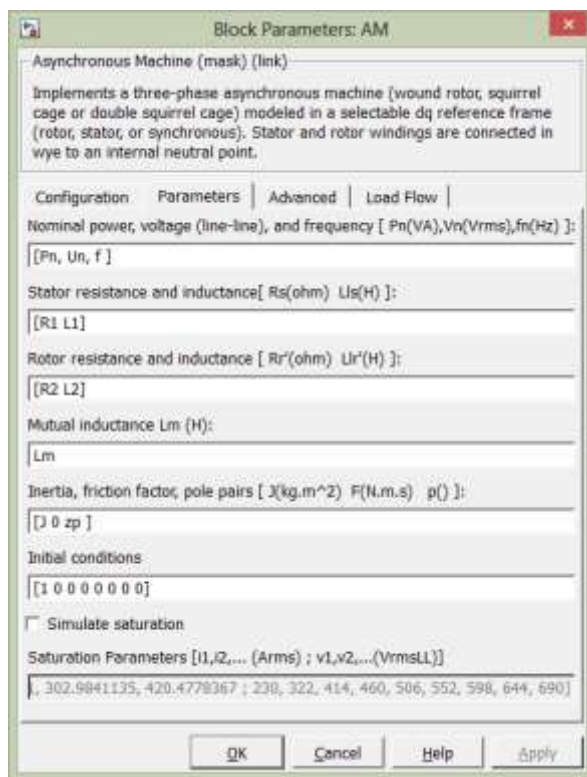 Block Parameters: AM
Asynchronous Machine (mask) (link)
Implements a three-phase asynchronous machine (wound rotor, squirrel
cage or double squirrel cage) modeled in a selectable dq reference frame
(rotor, stator, or synchronous). Stator and rotor windings are connected in
wye to an internal neutral point.
Configuration Parameters Advanced Load Flow
Nominal power, voltage (line-line), and frequency [ Pn(VA),Vn(Vrms),fn(Hz) ]:
[Pn, Un, f ]
Stator resistance and inductance[ Rs(ohm) Lls(H) ]:
[R1 L1]
Rotor resistance and inductance [ Rr'(ohm) Llr'(H) ]:
[R2 L2]
Mutual inductance Lm (H):
Lm
Inertia, friction factor, pole pairs [ J(kg.m^2) F(N.m.s) p() ]:
[J 0 zp ]
Initial conditions
[1 0 0 0 0 0 0 0]
Simulate saturation
Saturation Parameters [i1,i2,... (Arms) ; v1,v2,...(VrmsLL)]
, 302.9841135, 420.4778367 ; 230, 322, 414, 460, 506, 552, 598, 644, 690]
OK Cancel Help Apply